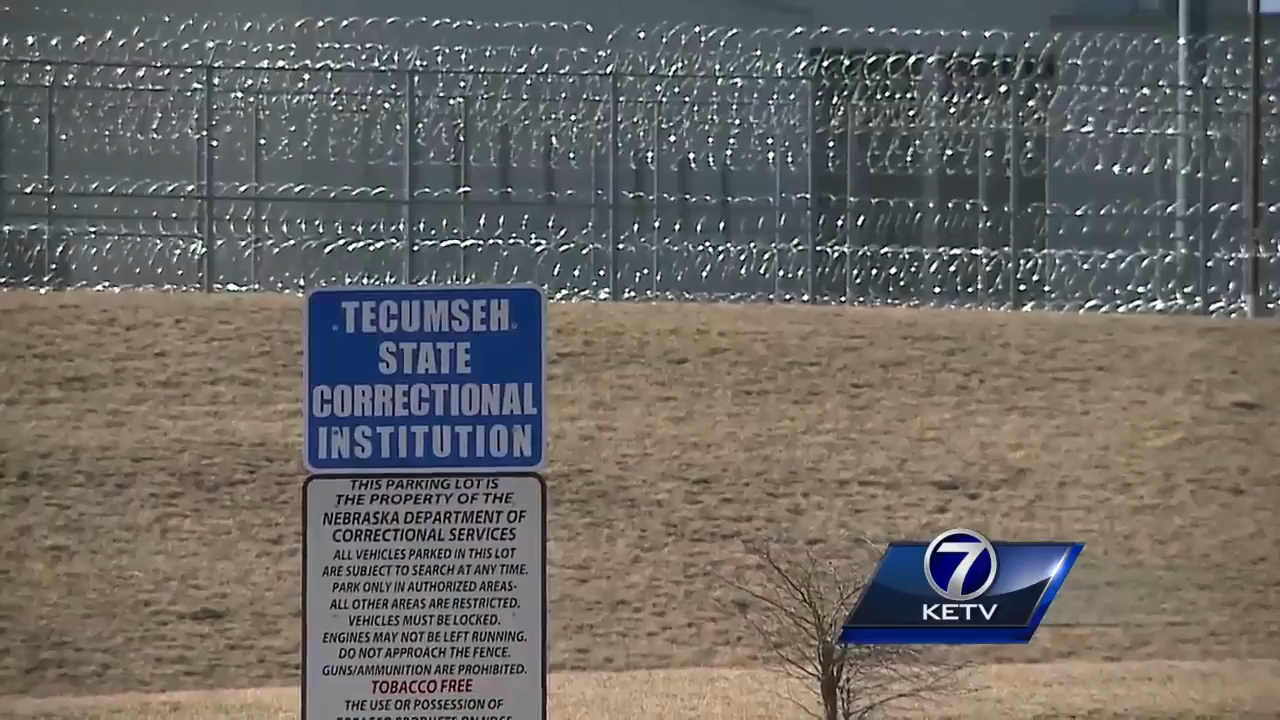 TECUMSEH
STATE
CORRECTIONAL
INSTITUTION
THIS PARKING LOT IS
THE PROPERTY OF THE
NEBRASKA DEPARTMENT OF
CORRECTIONAL SERVICES
ALL VEHICLES PARKED IN THIS LOT
ARE SUBJECT TO SEARCH AT ANY TIME.
PARK ONLY IN AUTHORIZED AREAS-
ALL OTHER AREAS ARE RESTRICTED.
VEHICLES MUST BE LOCKED.
ENGINES MAY NOT BE LEFT RUNNING.
DO NOT APPROACH THE FENCE.
GUNS/AMMUNITION ARE PROHIBITED.
TOBACCO FREE
THE USE OR POSSESSION OF
7
KETV